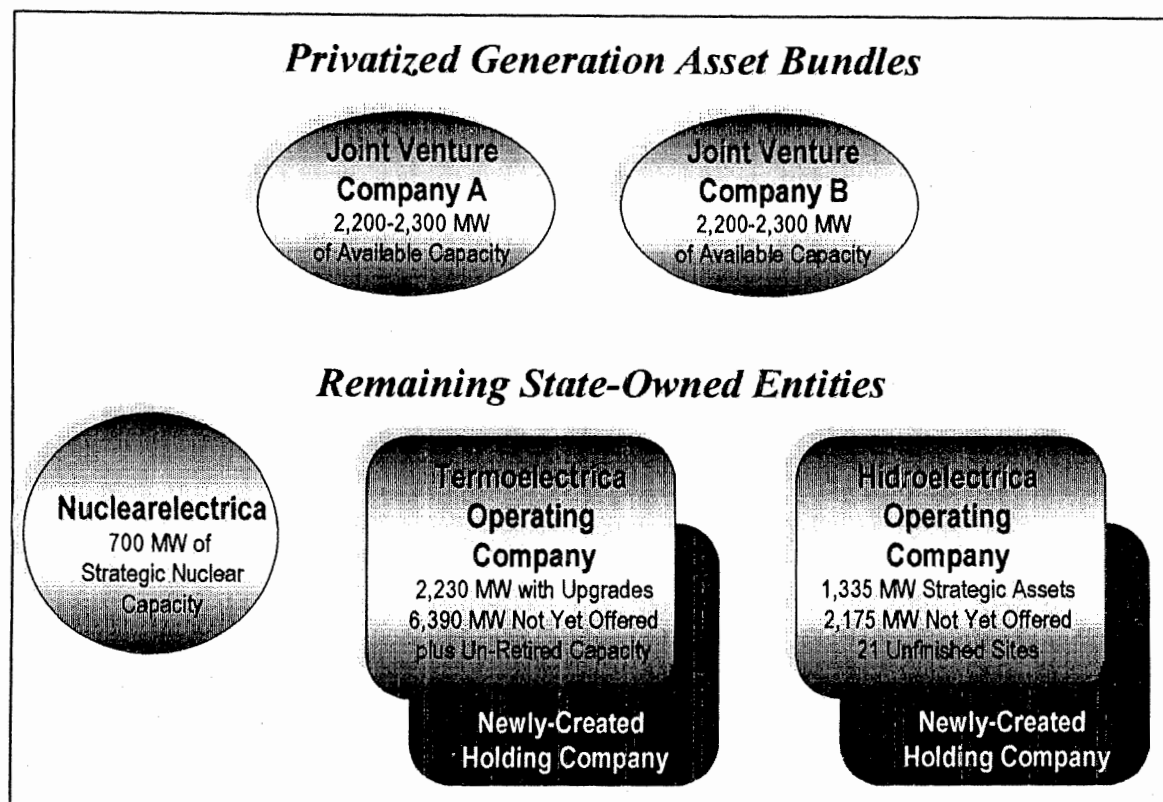 Privatized Generation Asset Bundles
Joint Venture
Company A
2,200-2,300 MW
of Available Capacity
Joint Venture
Company B
2,200-2,300 MW
of Available Capacity
Remaining State-Owned Entities
Nuclearelectrica
700 MW of
Strategic Nuclear
Capacity
Termoelectrica
Operating
Company
2,230 MW with Upgrades
6,390 MW Not Yet Offered
plus Un-Retired Capacity
Newly-Created
Holding Company
Hidroelectrica
Operating
Company
1,335 MW Strategic Assets
2,175 MW Not Yet Offered
21 Unfinished Sites
Newly-Created
Holding Company